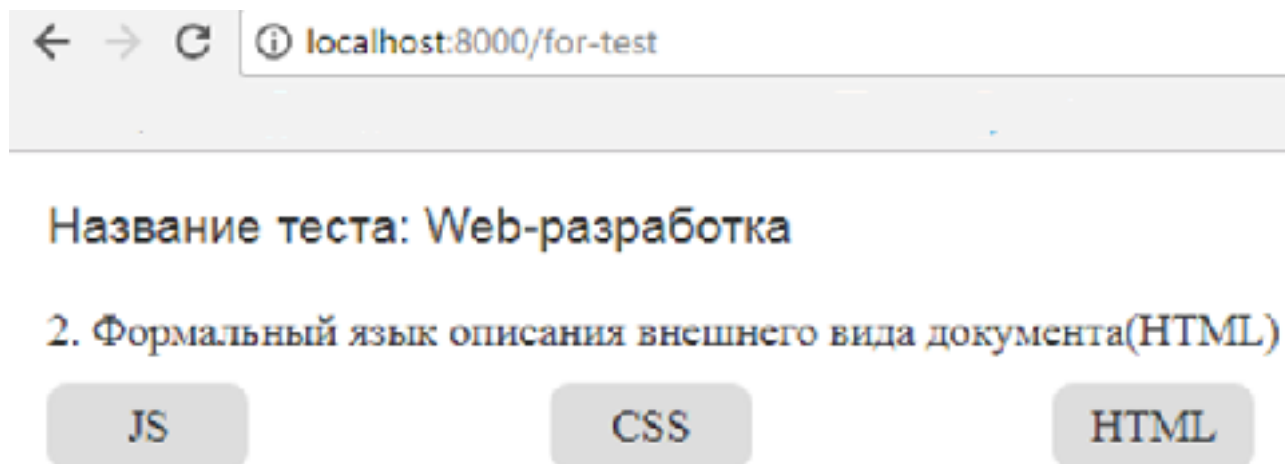 localhost:8000/for-test
Название теста: Web-разработка
2. Формальный язык описания внешнего вида документа(HTML)
JS CSS HTML